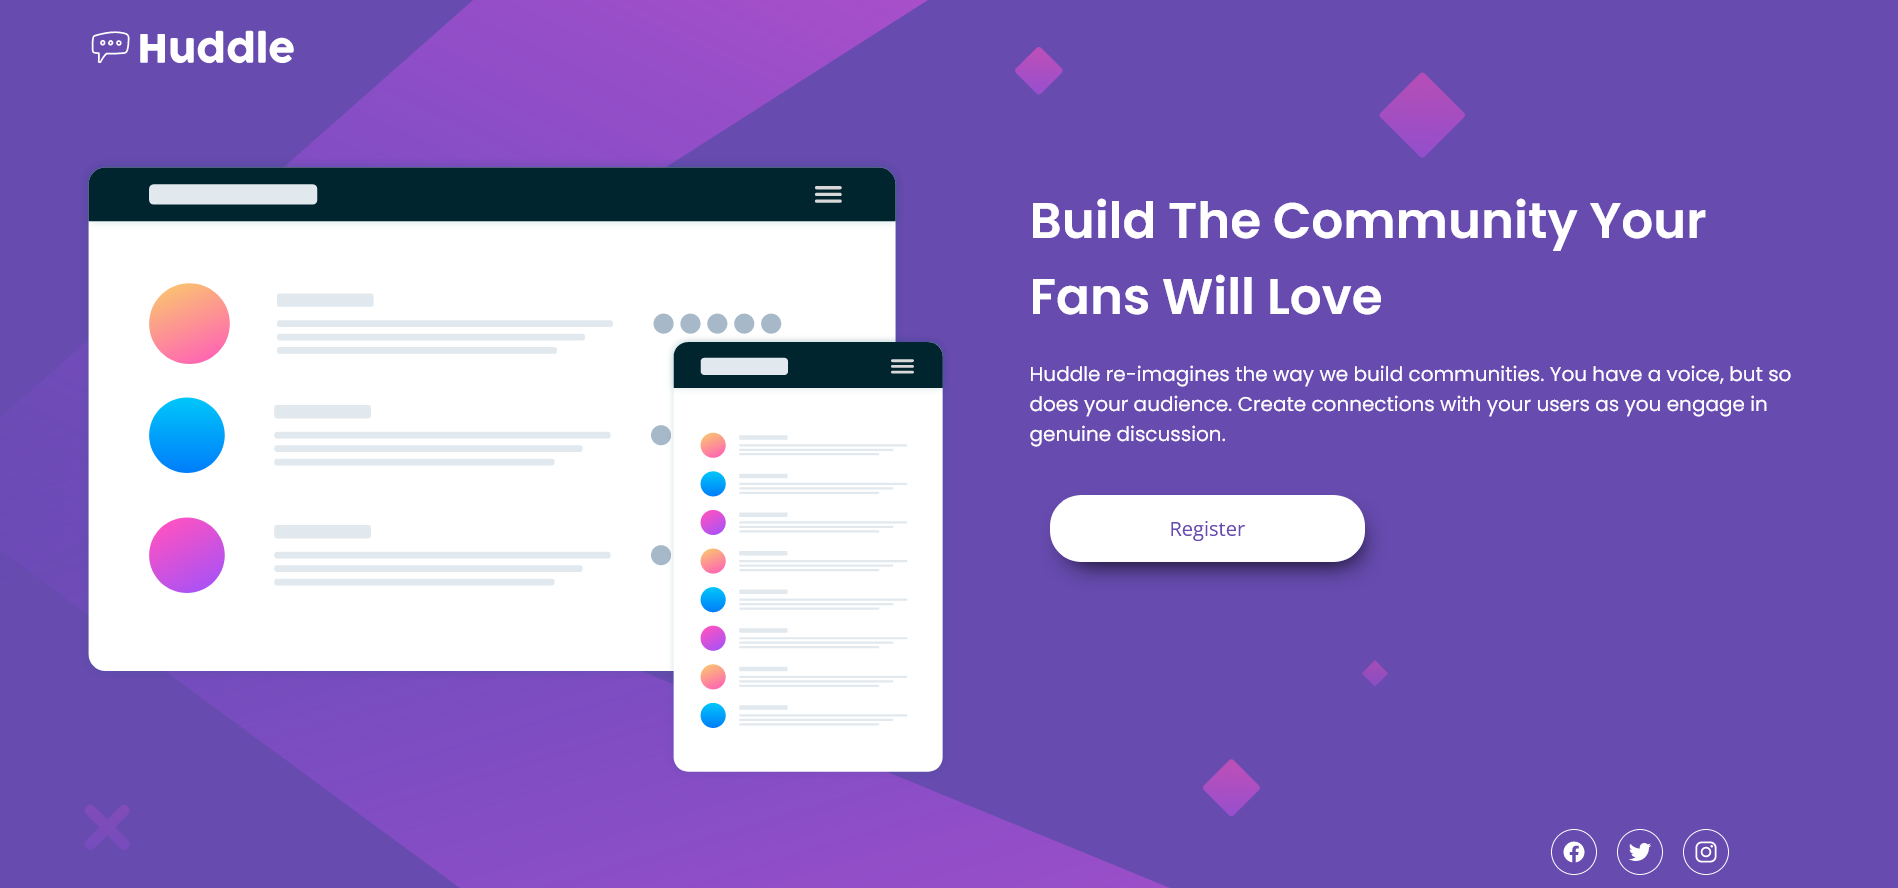 Huddle
Build The Community Your
Fans Will Love
Huddle re-imagines the way we build communities. You have a voice, but so
does your audience. Create connections with your users as you engage in
genuine discussion.
Register